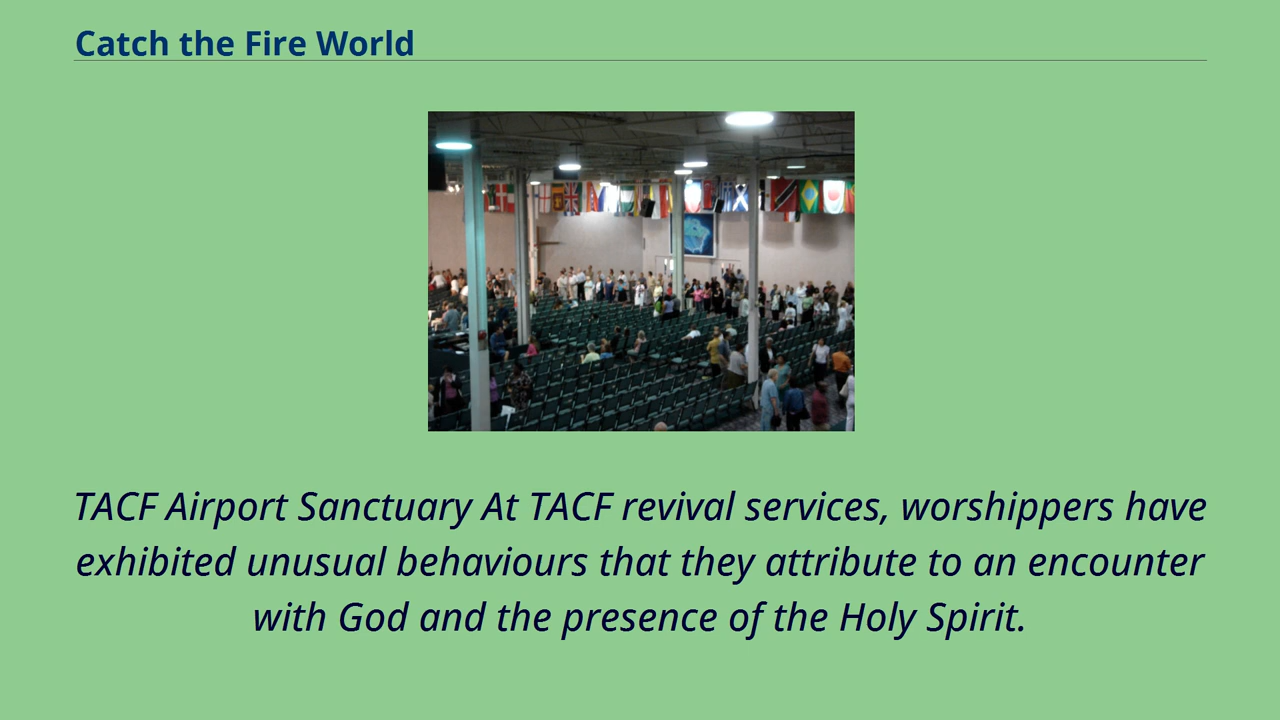 Catch the Fire World
TACF Airport Sanctuary At TACF revival services, worshippers have
exhibited unusual behaviours that they attribute to an encounter
with God and the presence of the Holy Spirit.